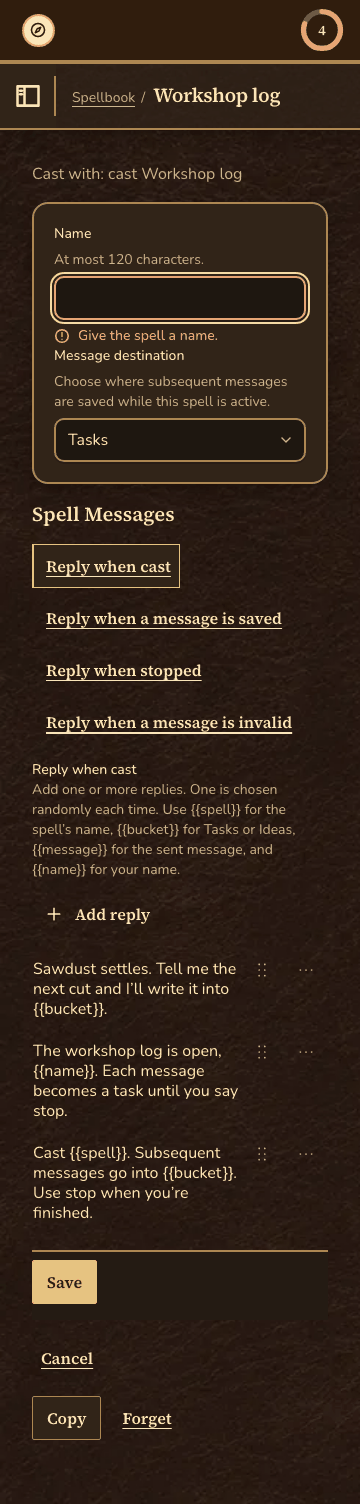 4
Spellbook / Workshop log
Cast with: cast Workshop log
Name
At most 120 characters.
Give the spell a name.
Message destination
Choose where subsequent messages
are saved while this spell is active.
Tasks
Spell Messages
Reply when cast
Reply when a message is saved
Reply when stopped
Reply when a message is invalid
Reply when cast
Add one or more replies. One is chosen
randomly each time. Use {{spell}} for the
spell's name, {{bucket}} for Tasks or Ideas,
{{message}} for the sent message, and
{{name}} for your name.
Add reply
Sawdust settles. Tell me the
next cut and I'll write it into
{{bucket}}.
The workshop log is open,
{{name}}. Each message
becomes a task until you say
stop.
Cast {{spell}}. Subsequent
messages go into {{bucket}}.
Use stop when you're
finished.
Save
Cancel
Copy Forget